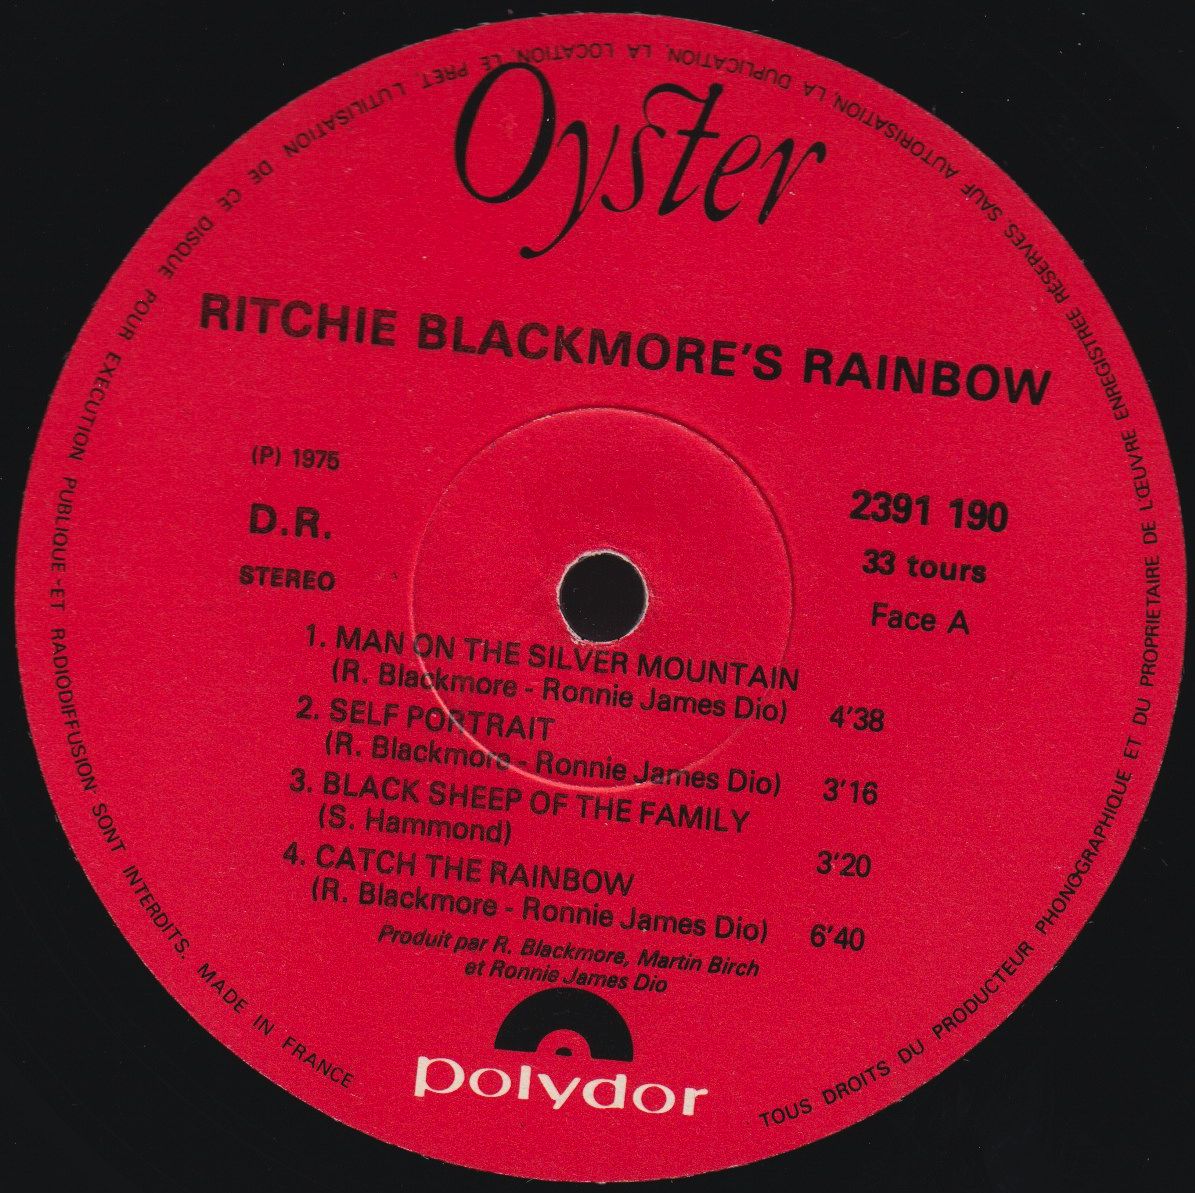 Oyster
RITCHIE BLACKMORE'S RAINBOW
(P) 1975
D.R.
STEREO
2391 190
33 tours
Face A
1. MAN ON THE SILVER MOUNTAIN
(R. Blackmore - Ronnie James Dio) 4'38
2. SELF PORTRAIT
(R. Blackmore - Ronnie James Dio) 3'16
3. BLACK SHEEP OF THE FAMILY
(S. Hammond) 3'20
4. CATCH THE RAINBOW
(R. Blackmore - Ronnie James Dio) 6'40
Produit par R. Blackmore, Martin Birch
et Ronnie James Dio
polydor
TOUS DROITS DU PRODUCTEUR PHONOGRAPHIQUE ET DU PROPRIETAIRE DE L'ŒUVRE ENREGISTREE RESERVES. SAUF AUTORISATION, LA DUPLICATION, LA LOCATION, LE PRET, L'UTILISATION DE CE DISQUE POUR EXECUTION PUBLIQUE - ET RADIODIFFUSION SONT INTERDITS. MADE IN FRANCE